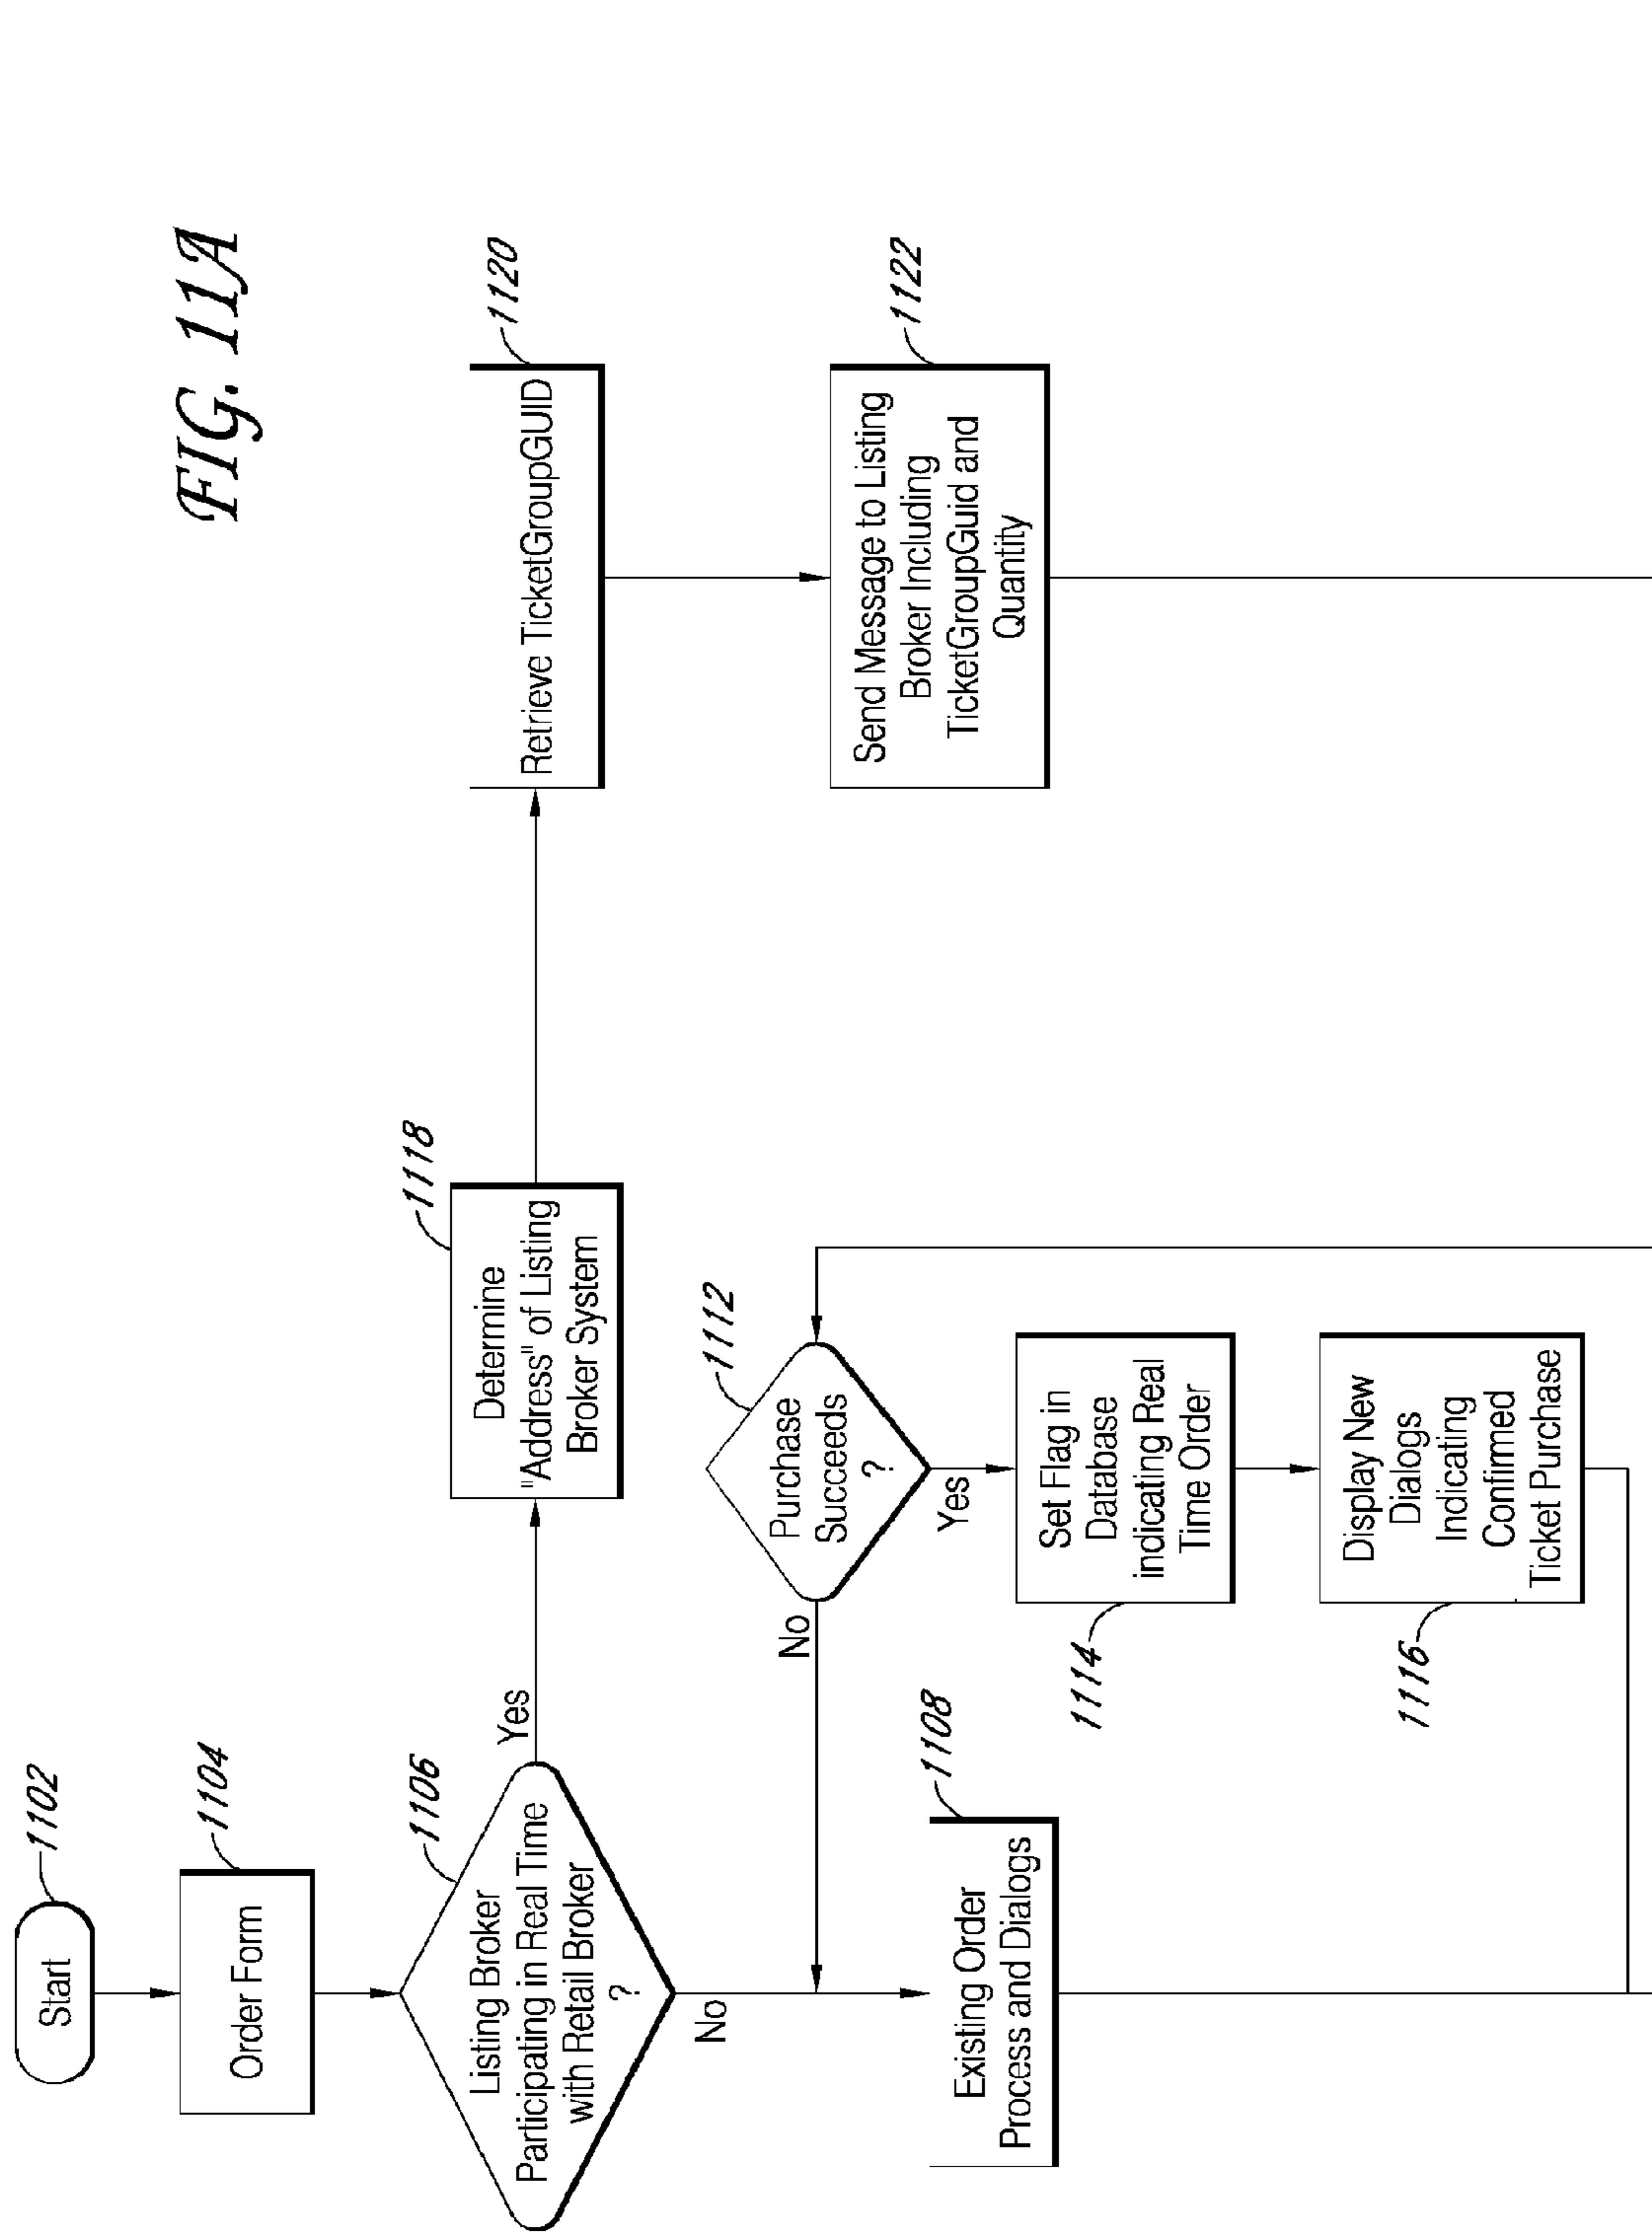 FIG. 11A
Start
1102
Order Form
1104
Listing Broker
Participating in Real Time
with Retail Broker
?
1106
Yes
No
Determine
"Address" of Listing
Broker System
1118
Retrieve TicketGroupGUID
1120
Send Message to Listing
Broker Including
TicketGroupGuid and
Quantity
1122
Purchase
Succeeds
?
1112
No
Yes
Existing Order
Process and Dialogs
1108
Set Flag in
Database
indicating Real
Time Order
1114
Display New
Dialogs
Indicating
Confirmed
Ticket Purchase
1116